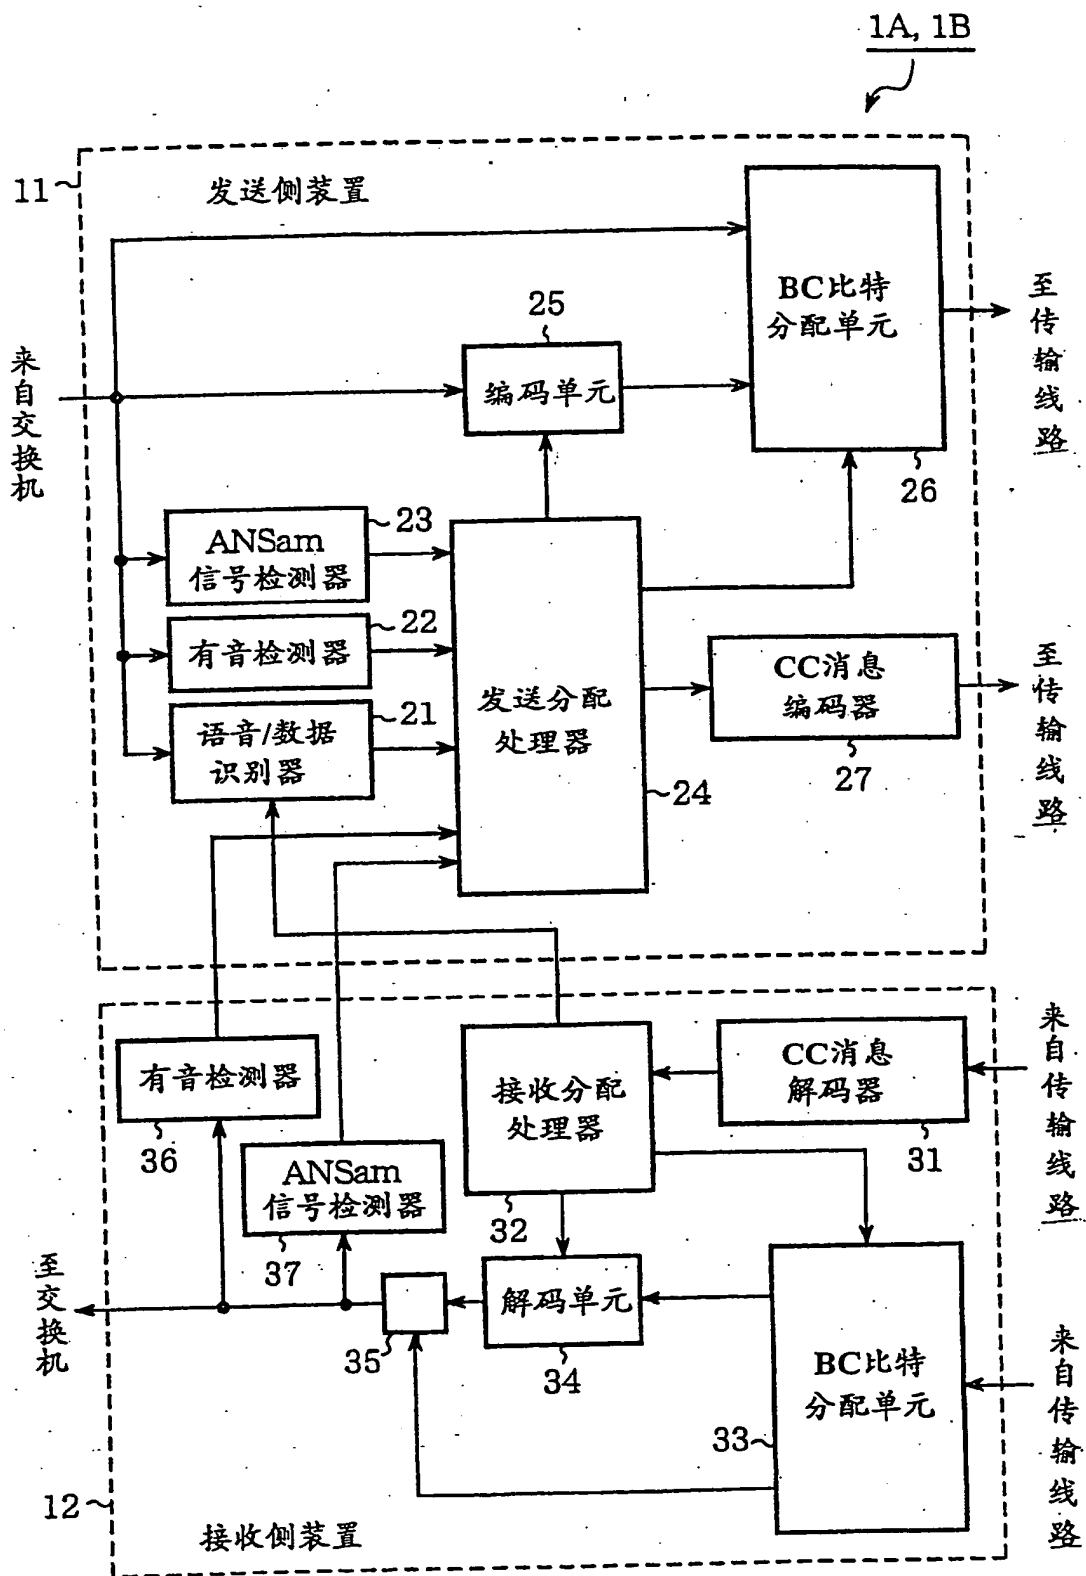 1A, 1B
11
发送侧装置
BC比特
分配单元
26
至传输线路
25
编码单元
来自交换机
ANSam
信号检测器
23
有音检测器
22
语音/数据
识别器
21
发送分配
处理器
24
CC消息
编码器
27
至传输线路
有音检测器
36
ANSam
信号检测器
37
接收分配
处理器
32
CC消息
解码器
31
来自传输线路
至交换机
35
解码单元
34
BC比特
分配单元
33
来自传输线路
12
接收侧装置